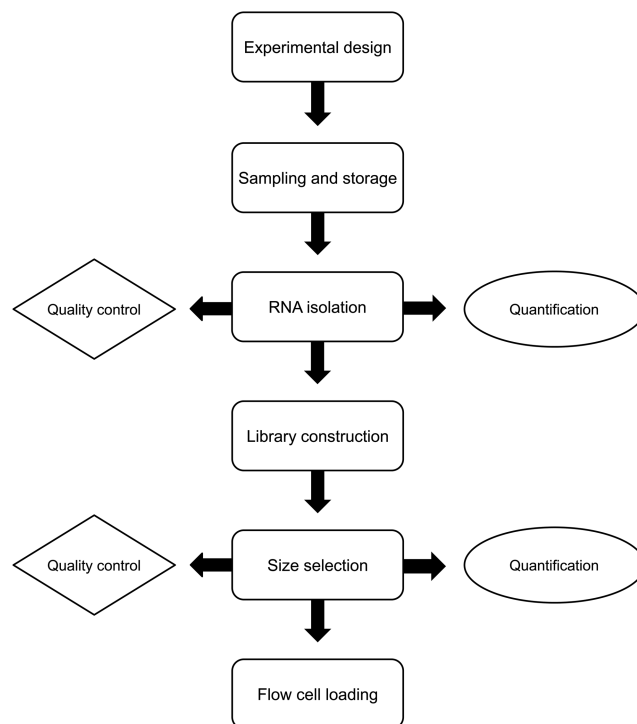 Experimental design
Sampling and storage
Quality control
RNA isolation
Quantification
Library construction
Quality control
Size selection
Quantification
Flow cell loading